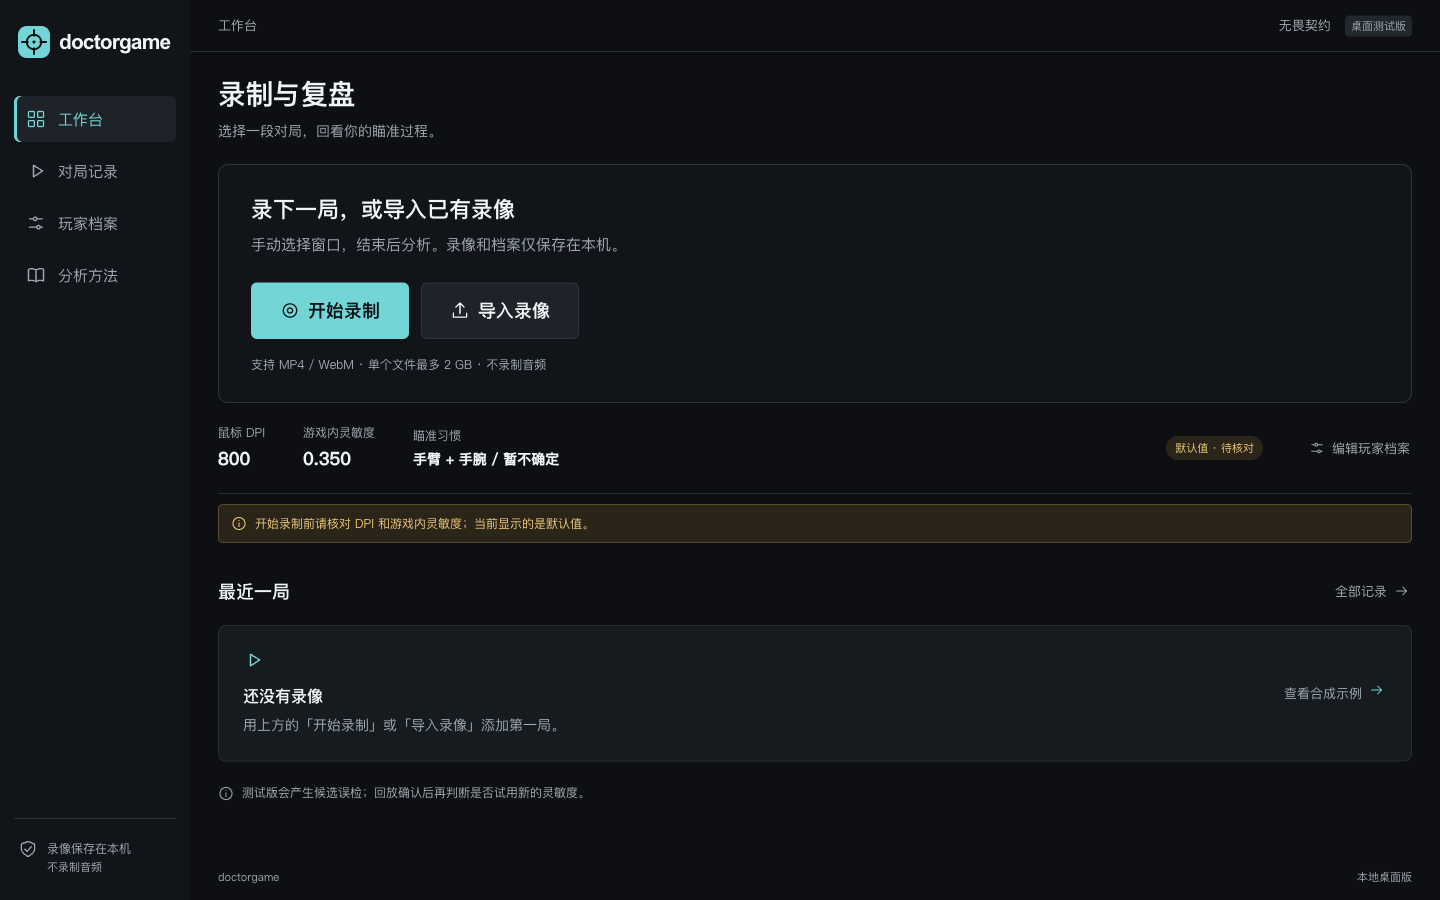 doctorgame
工作台
对局记录
玩家档案
分析方法
录像保存在本机
不录制音频
工作台
无畏契约
桌面测试版
录制与复盘
选择一段对局，回看你的瞄准过程。
录下一局，或导入已有录像
手动选择窗口，结束后分析。录像和档案仅保存在本机。
开始录制
导入录像
支持 MP4 / WebM · 单个文件最多 2 GB · 不录制音频
鼠标 DPI
800
游戏内灵敏度
0.350
瞄准习惯
手臂 + 手腕 / 暂不确定
默认值 · 待核对
编辑玩家档案
开始录制前请核对 DPI 和游戏内灵敏度；当前显示的是默认值。
最近一局
全部记录
还没有录像
用上方的「开始录制」或「导入录像」添加第一局。
查看合成示例
测试版会产生候选误检；回放确认后再判断是否试用新的灵敏度。
doctorgame
本地桌面版